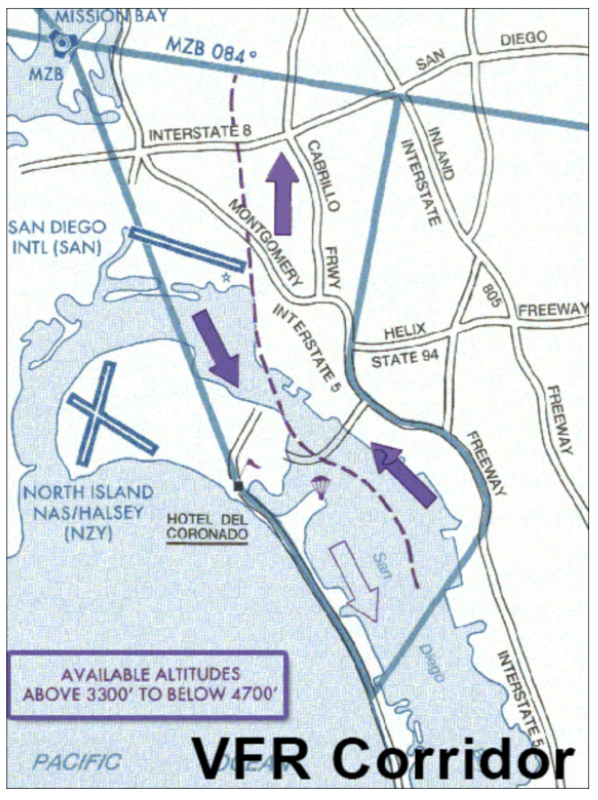 MISSION BAY
MZB 084°
MZB
SAN DIEGO
INTERSTATE 8
CABRILLO FRWY
INLAND
INTERSTATE
MONTGOMERY
SAN DIEGO
INTL (SAN)
INTERSTATE 5
805
HELIX FREEWAY
STATE 94
FREEWAY
FREEWAY
NORTH ISLAND
NAS/HALSEY
(NZY)
HOTEL DEL
CORONADO
San Diego
INTERSTATE 5
AVAILABLE ALTITUDES
ABOVE 3300' TO BELOW 4700'
PACIFIC OCEAN
VFR Corridor